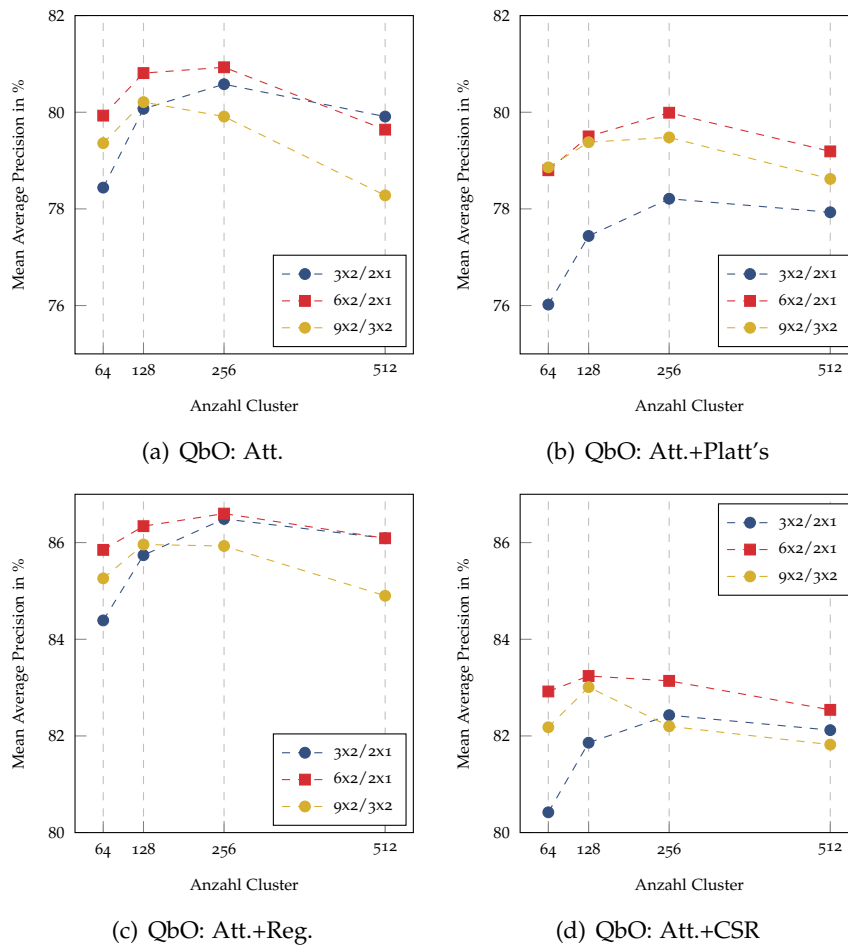 82
80
78
76
Mean Average Precision in %
3x2/2x1
6x2/2x1
9x2/3x2
64 128 256 512
Anzahl Cluster
(a) QbO: Att.
82
80
78
76
Mean Average Precision in %
3x2/2x1
6x2/2x1
9x2/3x2
64 128 256 512
Anzahl Cluster
(b) QbO: Att.+Platt's
86
84
82
80
Mean Average Precision in %
3x2/2x1
6x2/2x1
9x2/3x2
64 128 256 512
Anzahl Cluster
(c) QbO: Att.+Reg.
86
84
82
80
Mean Average Precision in %
3x2/2x1
6x2/2x1
9x2/3x2
64 128 256 512
Anzahl Cluster
(d) QbO: Att.+CSR